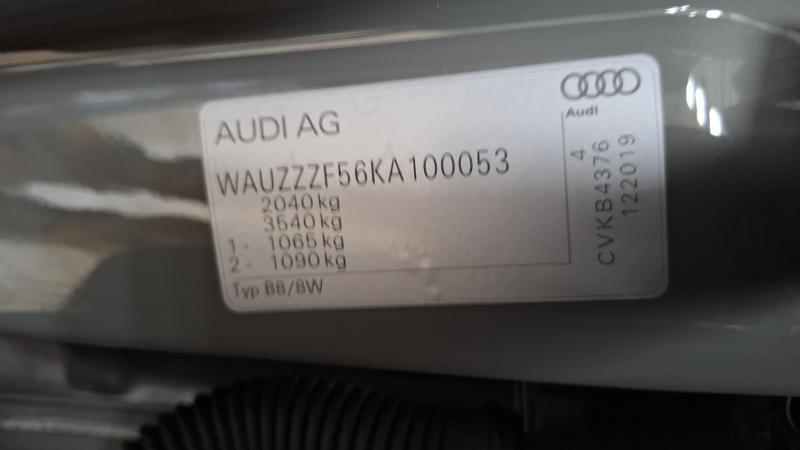 AUDI AG
Audi
WAUZZZF56KA100053
2040 kg
3540 kg
1- 1065 kg
2- 1090 kg
Typ B8/8W
4
CVKB4376
122019